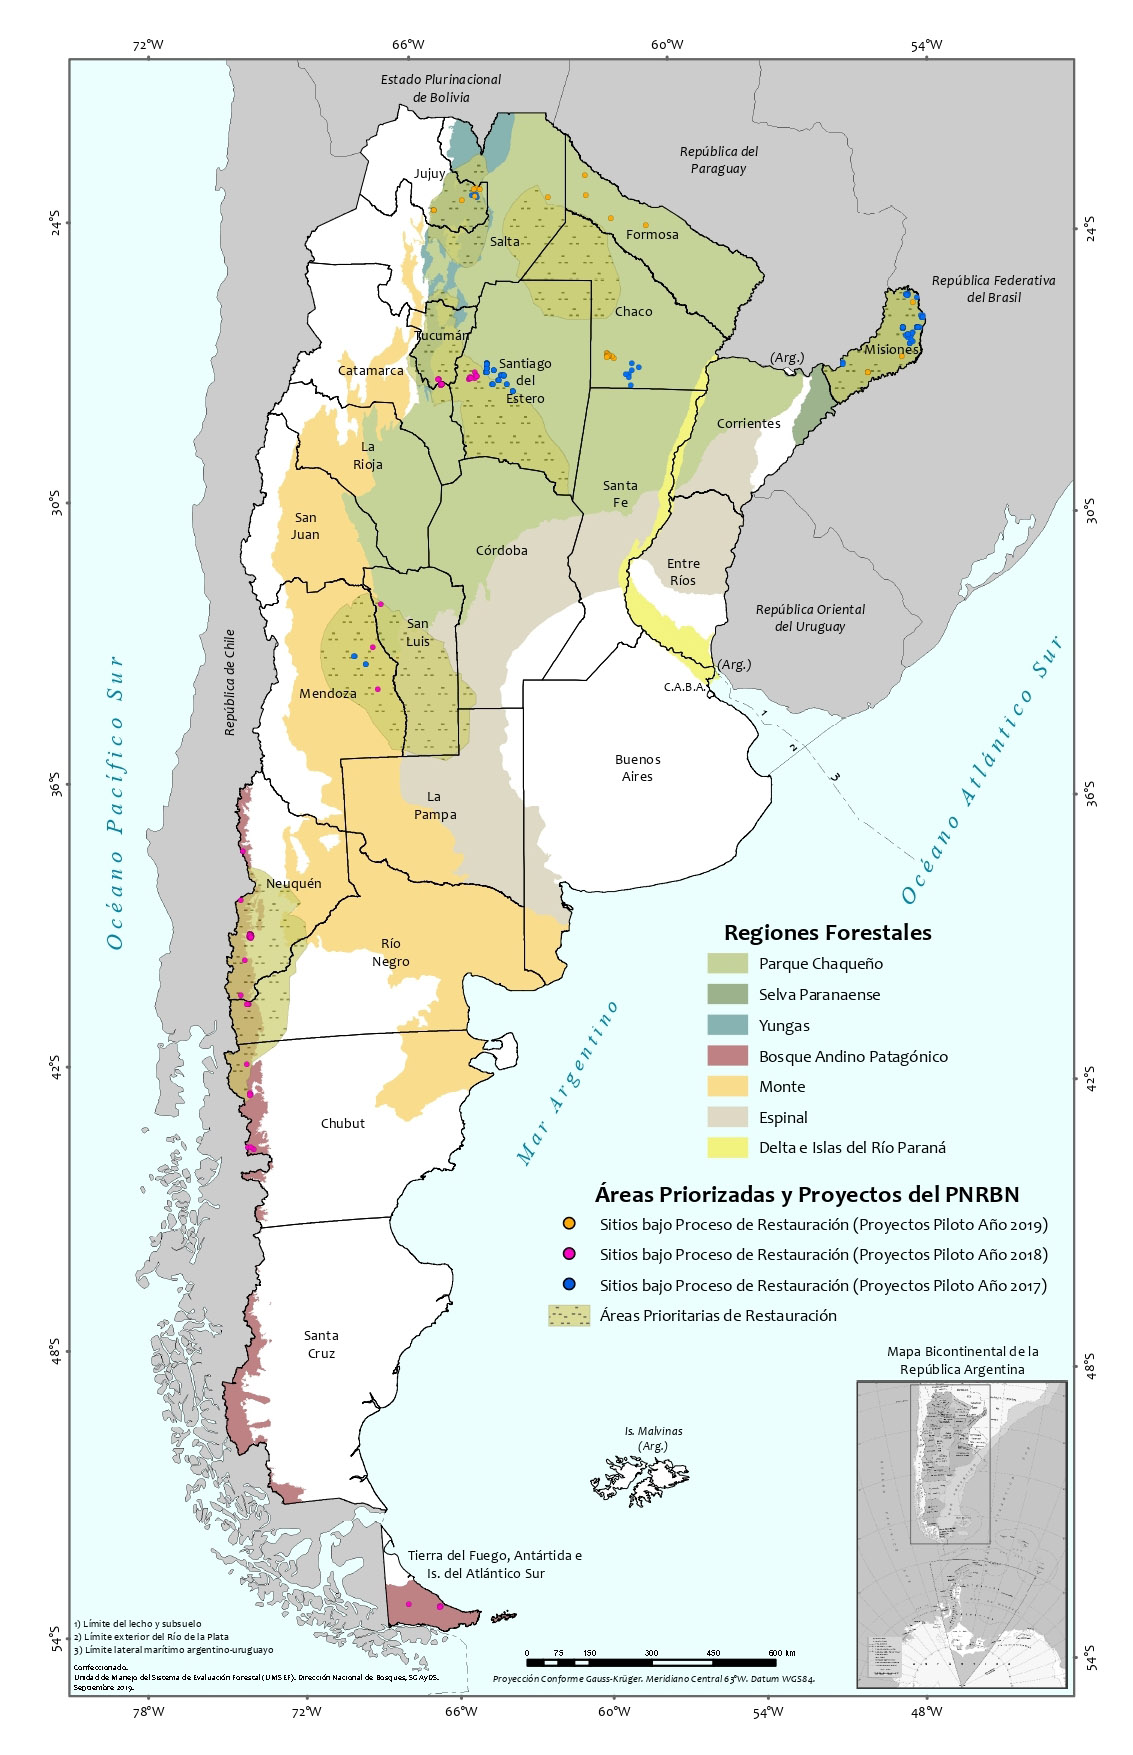 72°W
66°W
60°W
54°W
Estado Plurinacional
de Bolivia
República del
Paraguay
Jujuy
24°S
24°S
Salta
Formosa
República Federativa
del Brasil
Chaco
Tucumán
Misiones
(Arg.)
Catamarca
Santiago
del
Estero
Corrientes
La
Rioja
Santa
Fe
30°S
30°S
San
Juan
Córdoba
Entre
Ríos
República Oriental
del Uruguay
San
Luis
República de Chile
(Arg.)
C.A.B.A.
Mendoza
1
2
3
Océano Pacífico Sur
Océano Atlántico Sur
Buenos
Aires
36°S
36°S
La
Pampa
Neuquén
Río
Negro
Regiones Forestales
Parque Chaqueño
Selva Paranaense
Yungas
Bosque Andino Patagónico
Monte
Espinal
Delta e Islas del Río Paraná
Mar Argentino
42°S
42°S
Chubut
Áreas Priorizadas y Proyectos del PNRBN
Sitios bajo Proceso de Restauración (Proyectos Piloto Año 2019)
Sitios bajo Proceso de Restauración (Proyectos Piloto Año 2018)
Sitios bajo Proceso de Restauración (Proyectos Piloto Año 2017)
Áreas Prioritarias de Restauración
Santa
Cruz
48°S
48°S
Mapa Bicontinental de la
República Argentina
Is. Malvinas
(Arg.)
Tierra del Fuego, Antártida e
Is. del Atlántico Sur
1) Límite del lecho y subsuelo
2) Límite exterior del Río de la Plata
3) Límite lateral marítimo argentino-uruguayo
54°S
54°S
Confeccionado.
Unidad de Manejo del Sistema de Evaluación Forestal (UMSEF). Dirección Nacional de Bosques, SGAyDS.
Septiembre 2019.
0 75 150 300 450 600 km
Proyección Conforme Gauss-Krüger. Meridiano Central 63°W. Datum WGS84.
78°W
72°W
66°W
60°W
54°W
48°W